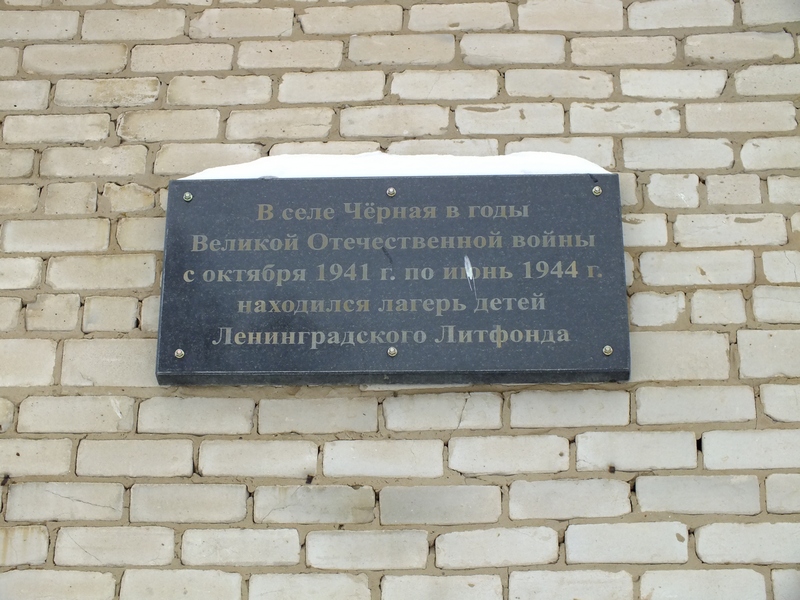 В селе Чёрная в годы
Великой Отечественной войны
с октября 1941 г. по июнь 1944 г.
находился лагерь детей
Ленинградского Литфонда